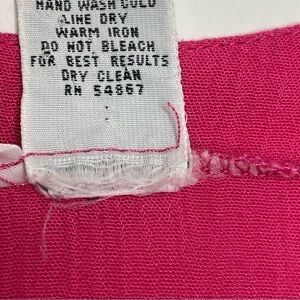 HAND WASH COLD
LINE DRY
WARM IRON
DO NOT BLEACH
FOR BEST RESULTS
DRY CLEAN
RN 54867